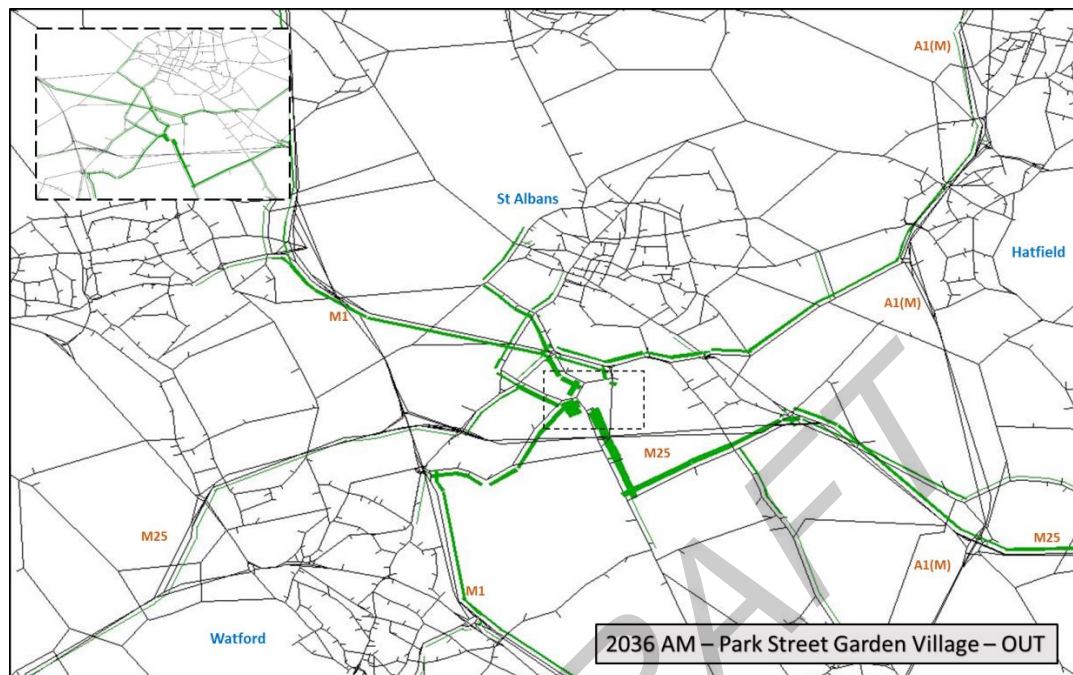 A1(M)
St Albans
Hatfield
M1
A1(M)
M25
M25
M25
A1(M)
M1
Watford
2036 AM – Park Street Garden Village – OUT
DRAFT